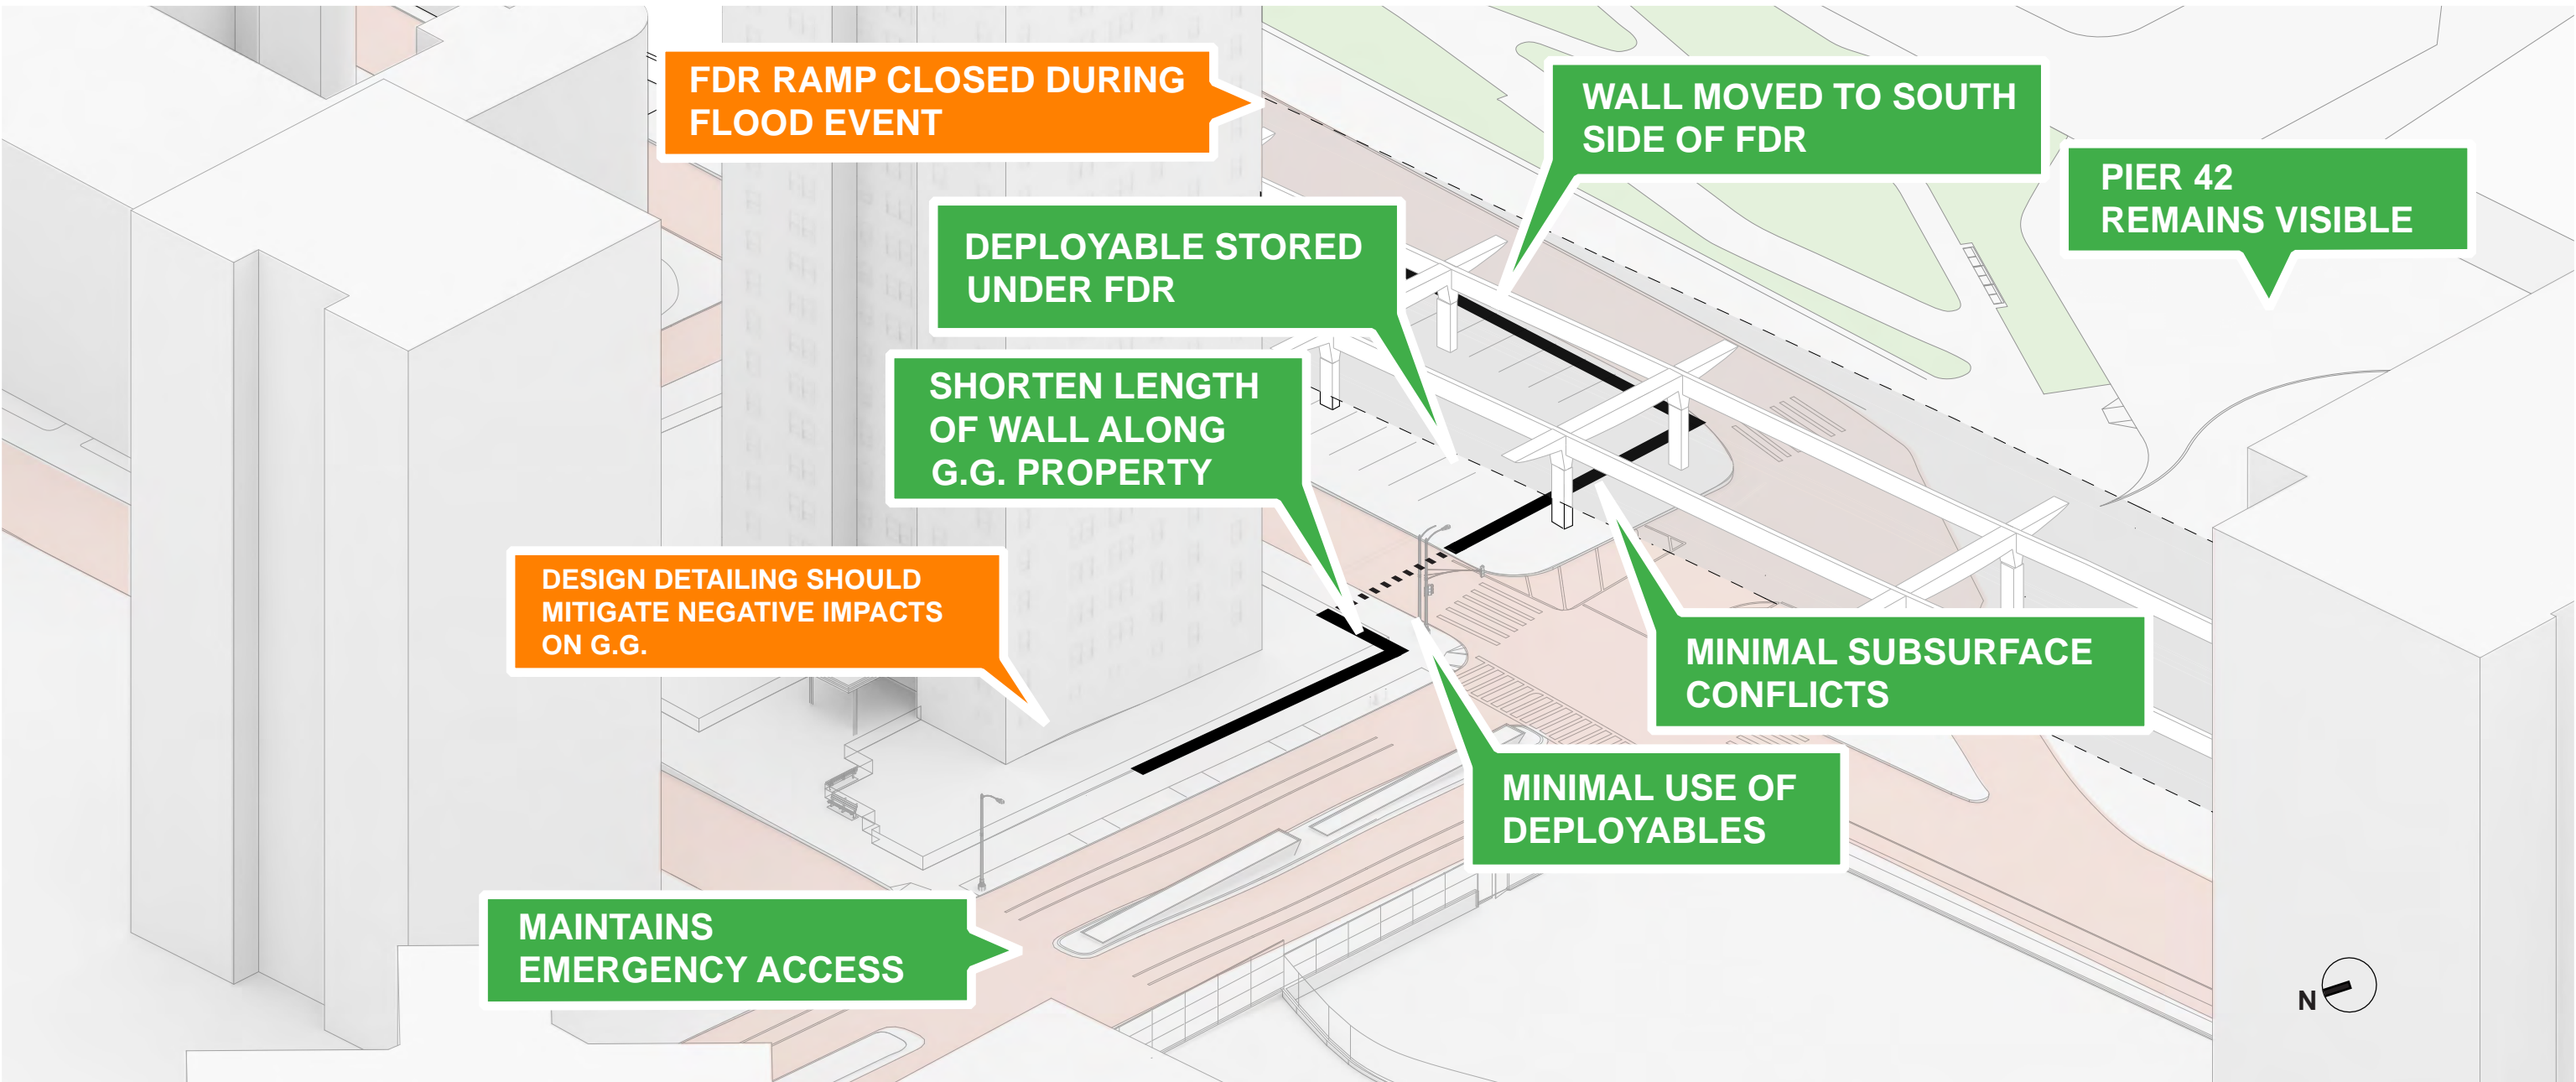 FDR RAMP CLOSED DURING
FLOOD EVENT
WALL MOVED TO SOUTH
SIDE OF FDR
PIER 42
REMAINS VISIBLE
DEPLOYABLE STORED
UNDER FDR
SHORTEN LENGTH
OF WALL ALONG
G.G. PROPERTY
DESIGN DETAILING SHOULD
MITIGATE NEGATIVE IMPACTS
ON G.G.
MINIMAL SUBSURFACE
CONFLICTS
MINIMAL USE OF
DEPLOYABLES
MAINTAINS
EMERGENCY ACCESS
N